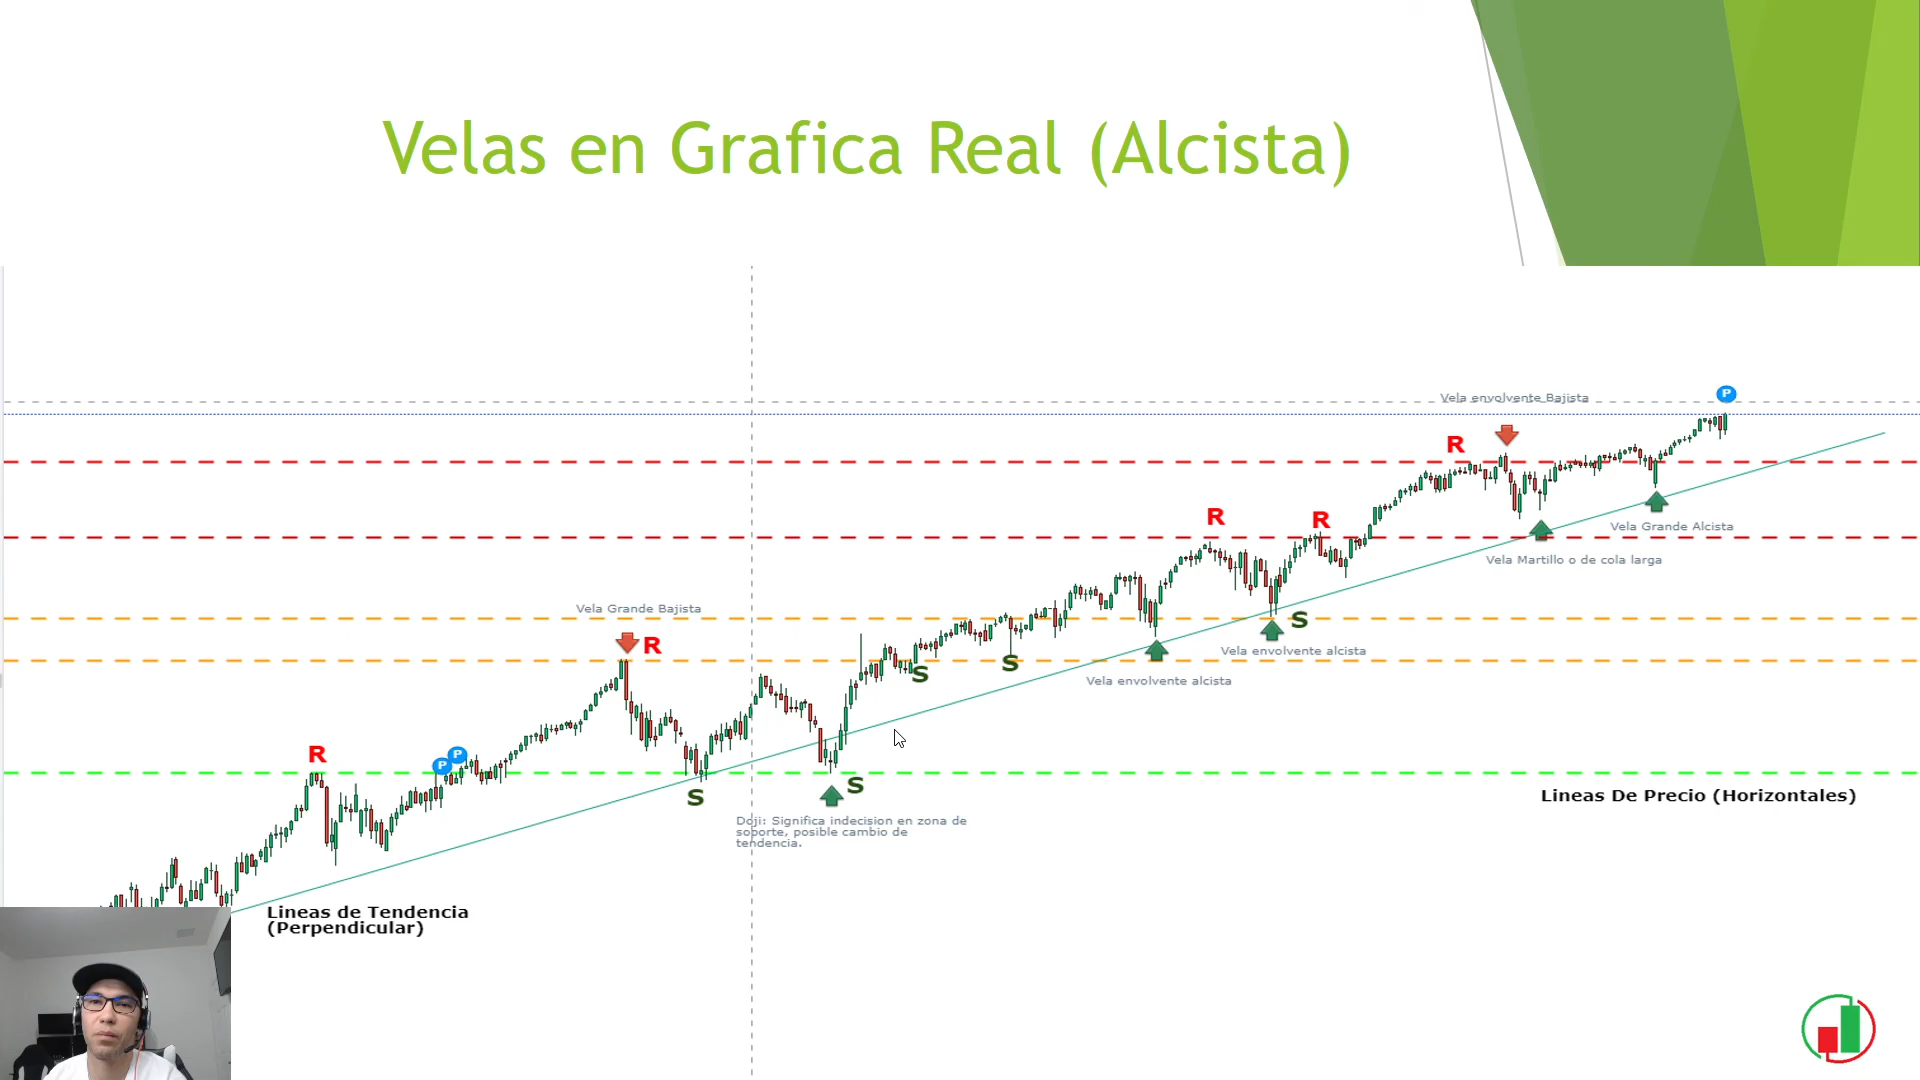 Velas en Grafica Real (Alcista)
P
Vela envolvente Bajista
R
R
R
Vela Grande Alcista
Vela Martillo o de cola larga
Vela Grande Bajista
S
R
Vela envolvente alcista
S
S
Vela envolvente alcista
R
P
P
S
S
Lineas De Precio (Horizontales)
Doji: Significa indecision en zona de
soporte, posible cambio de
tendencia.
Lineas de Tendencia
(Perpendicular)